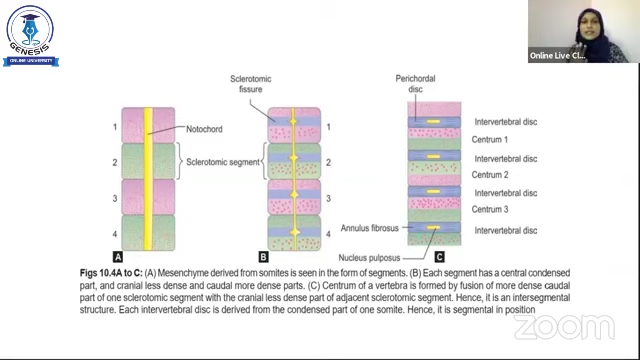 GENESIS
ONLINE UNIVERSITY
Online Live Cl...
Sclerotomic
fissure
Perichordal
disc
Notochord
Sclerotomic segment
1
2
3
4
1
2
3
4
Intervertebral disc
Centrum 1
Intervertebral disc
Centrum 2
Intervertebral disc
Centrum 3
Intervertebral disc
Annulus fibrosus
Nucleus pulposus
A
B
C
Figs 10.4A to C: (A) Mesenchyme derived from somites is seen in the form of segments. (B) Each segment has a central condensed
part, and cranial less dense and caudal more dense parts. (C) Centrum of a vertebra is formed by fusion of more dense caudal
part of one sclerotomic segment with the cranial less dense part of adjacent sclerotomic segment. Hence, it is an intersegmental
structure. Each intervertebral disc is derived from the condensed part of one somite. Hence, it is segmental in position
zoom